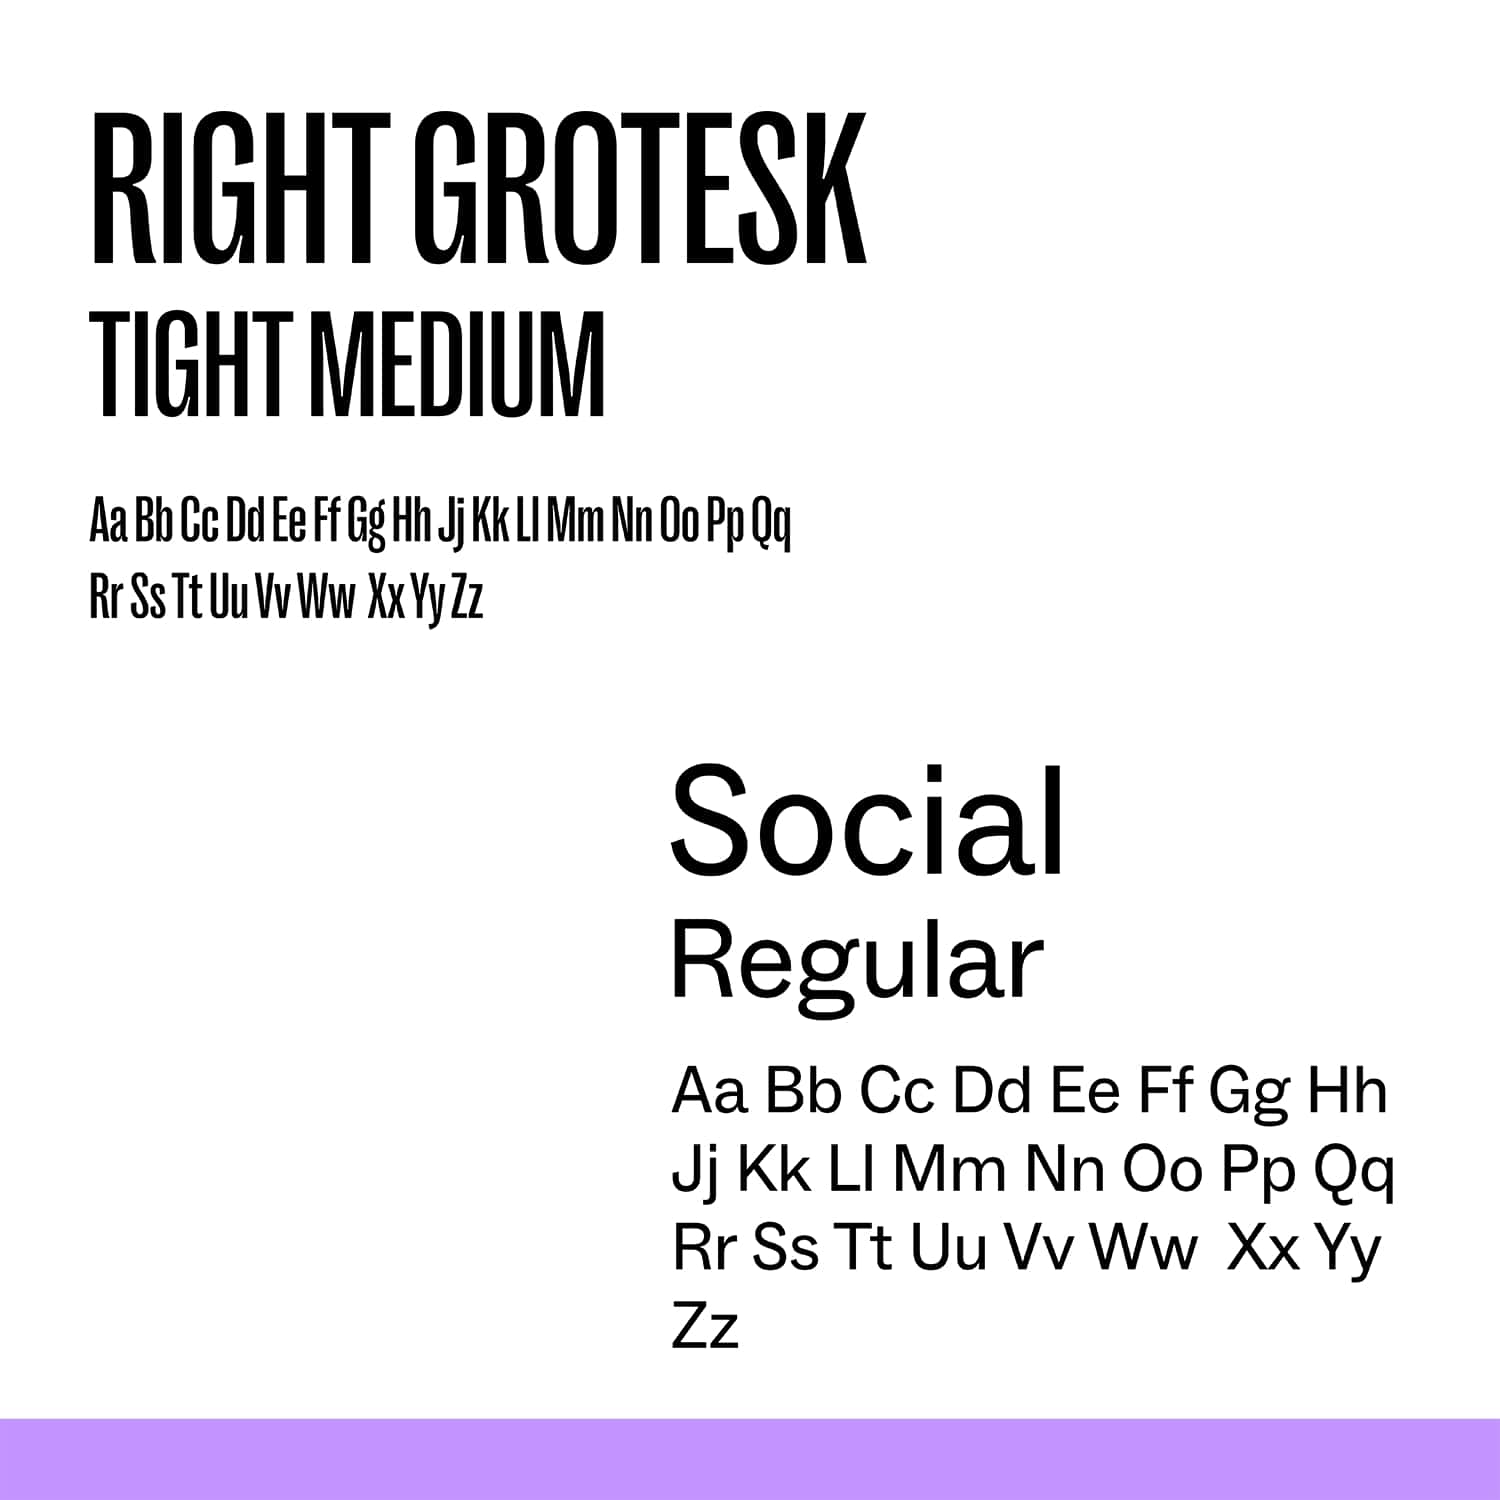 RIGHT GROTESK
TIGHT MEDIUM
Aa Bb Cc Dd Ee Ff Gg Hh Jj Kk Ll Mm Nn Oo Pp Qq
Rr Ss Tt Uu Vv Ww Xx Yy Zz
Social
Regular
Aa Bb Cc Dd Ee Ff Gg Hh
Jj Kk Ll Mm Nn Oo Pp Qq
Rr Ss Tt Uu Vv Ww Xx Yy
Zz